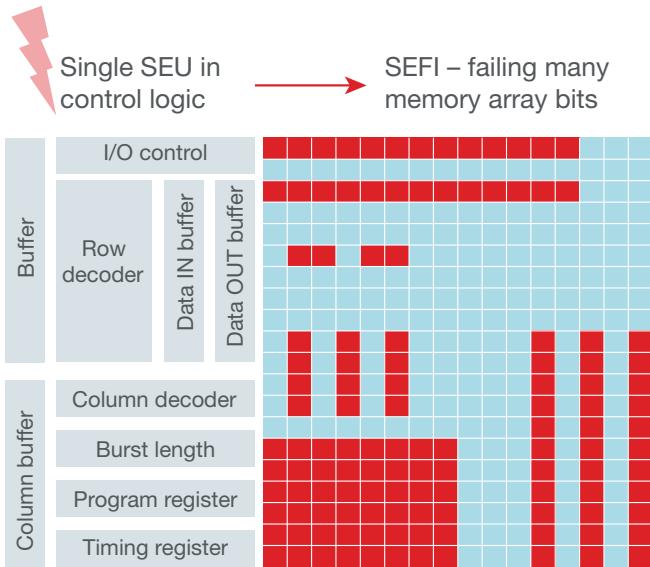 Single SEU in
control logic
SEFI – failing many
memory array bits
Buffer
I/O control
Row
decoder
Data IN buffer
Data OUT buffer
Column buffer
Column decoder
Burst length
Program register
Timing register